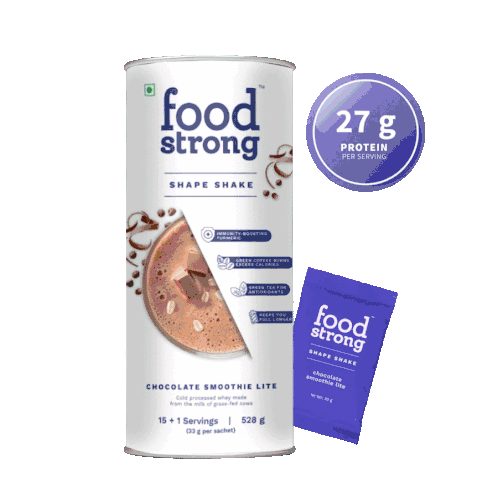 food
strong
TM
SHAPE SHAKE
IMMUNITY-BOOSTING
TURMERIC
GREEN COFFEE BURNS
EXCESS CALORIES
GREEN TEA FOR
ANTIOXIDANTS
KEEPS YOU
FULL LONGER
CHOCOLATE SMOOTHIE LITE
Cold processed whey made
from the milk of grass-fed cows
15 + 1 Servings | 528 g
(33 g per sachet)
27 g
PROTEIN
PER SERVING
food
strong
SHAPE SHAKE
chocolate
smoothie lite